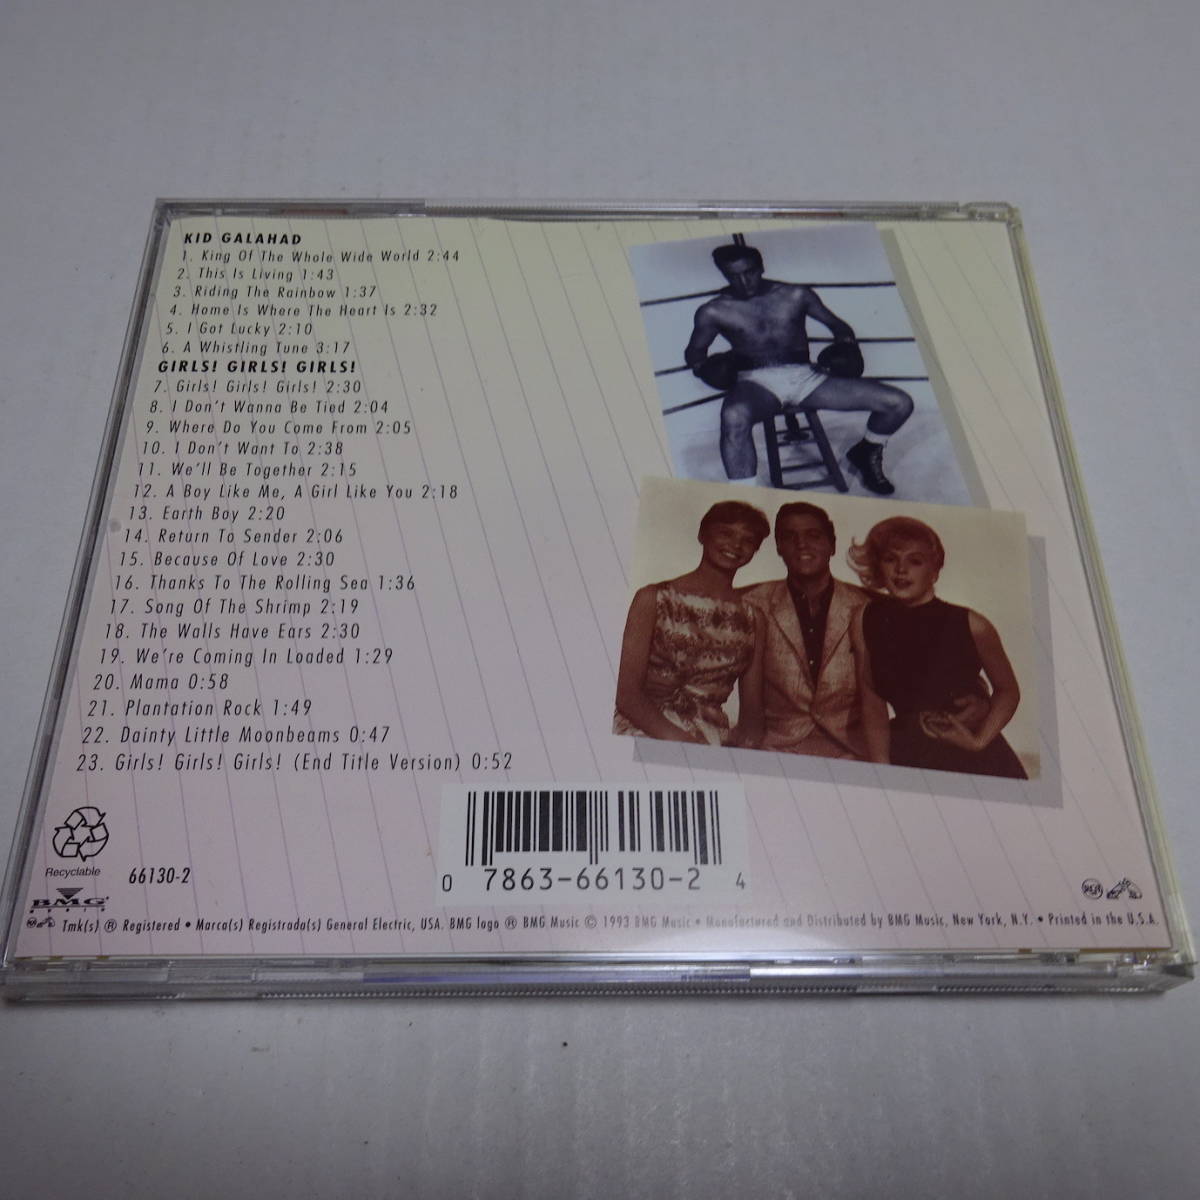 KID GALAHAD
1. King Of The Whole Wide World 2:44
2. This Is Living 1:43
3. Riding The Rainbow 1:37
4. Home Is Where The Heart Is 2:32
5. I Got Lucky 2:10
6. A Whistling Tune 3:17
GIRLS! GIRLS! GIRLS!
7. Girls! Girls! Girls! 2:30
8. I Don't Wanna Be Tied 2:04
9. Where Do You Come From 2:05
10. I Don't Want To 2:38
11. We'll Be Together 2:15
12. A Boy Like Me, A Girl Like You 2:18
13. Earth Boy 2:20
14. Return To Sender 2:06
15. Because Of Love 2:30
16. Thanks To The Rolling Sea 1:36
17. Song Of The Shrimp 2:19
18. The Walls Have Ears 2:30
19. We're Coming In Loaded 1:29
20. Mama 0:58
21. Plantation Rock 1:49
22. Dainty Little Moonbeams 0:47
23. Girls! Girls! Girls! (End Title Version) 0:52
Recyclable
66130-2
0 7863-66130-2 4
BMG
RCA
Tmk(s) ® Registered • Marca(s) Registrada(s) General Electric, USA. BMG logo ® BMG Music © 1993 BMG Music • Manufactured and Distributed by BMG Music, New York, N.Y. • Printed in the U.S.A.